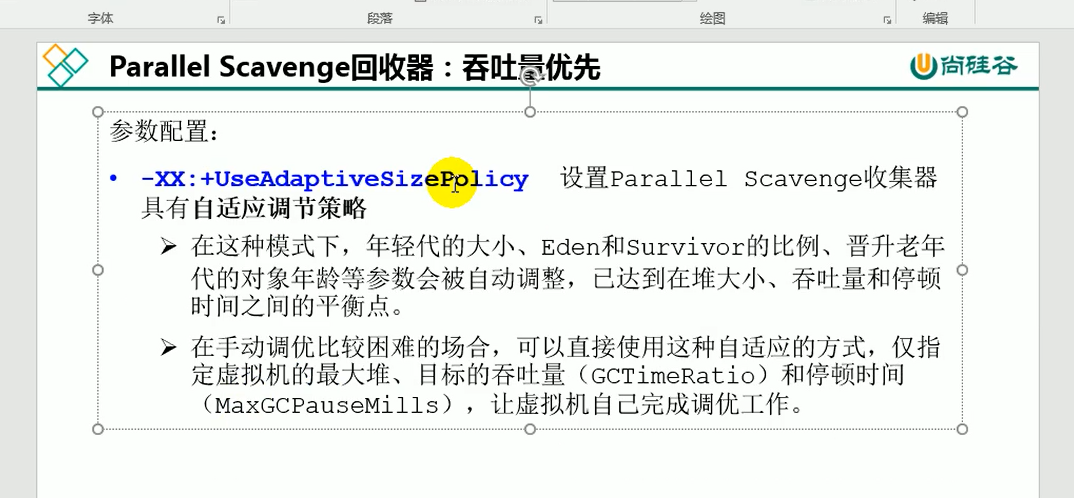 字体 段落 绘图 编辑
Parallel Scavenge回收器：吞吐量优先 尚硅谷
参数配置：
• -XX:+UseAdaptiveSizePolicy 设置Parallel Scavenge收集器
具有自适应调节策略
➢ 在这种模式下，年轻代的大小、Eden和Survivor的比例、晋升老年
代的对象年龄等参数会被自动调整，已达到在堆大小、吞吐量和停顿
时间之间的平衡点。
➢ 在手动调优比较困难的场合，可以直接使用这种自适应的方式，仅指
定虚拟机的最大堆、目标的吞吐量（GCTimeRatio）和停顿时间
（MaxGCPauseMills），让虚拟机自己完成调优工作。